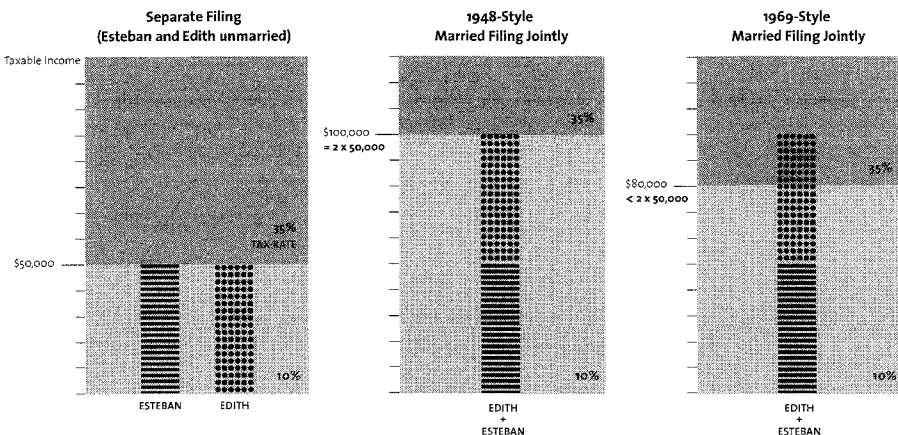 Separate Filing
(Esteban and Edith unmarried)
Taxable Income
35%
TAX RATE
$50,000
10%
ESTEBAN
EDITH
1948-Style
Married Filing Jointly
35%
$100,000
= 2 x 50,000
10%
EDITH
+
ESTEBAN
1969-Style
Married Filing Jointly
35%
$80,000
< 2 x 50,000
10%
EDITH
+
ESTEBAN